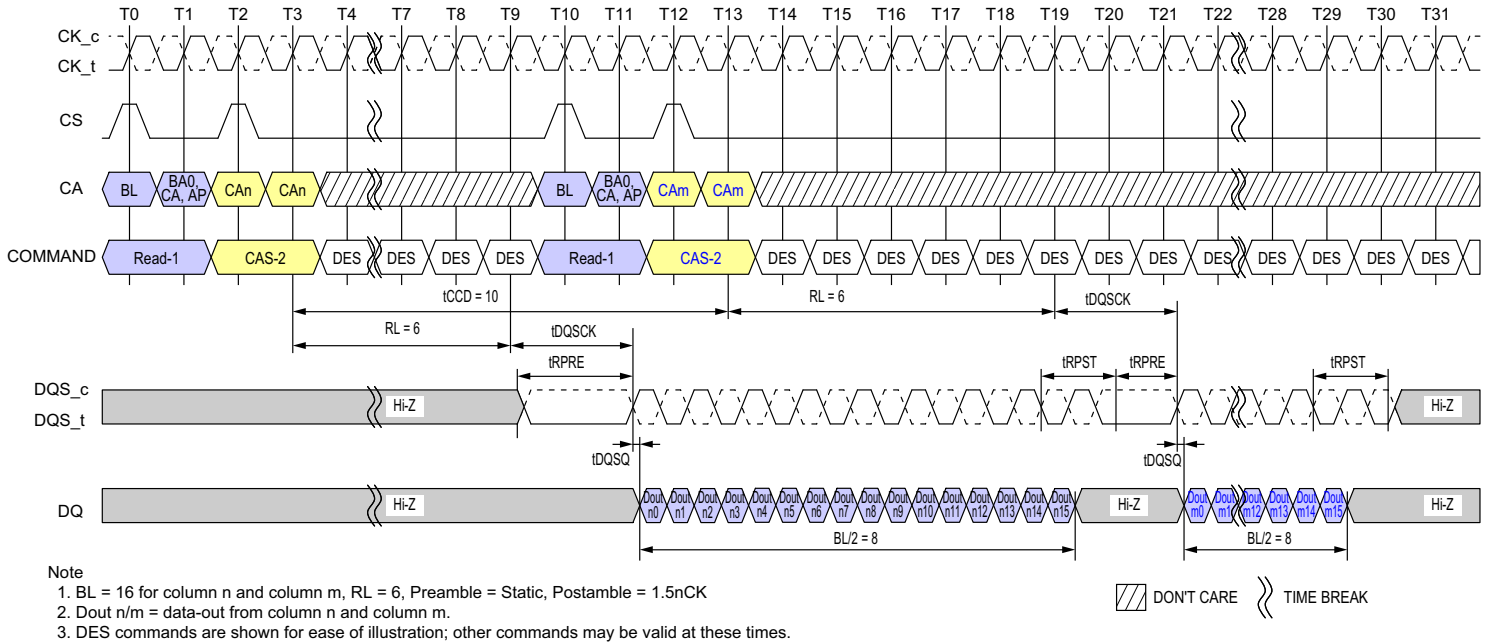 T0 T1 T2 T3 T4 T7 T8 T9 T10 T11 T12 T13 T14 T15 T16 T17 T18 T19 T20 T21 T22 T28 T29 T30 T31
CK_c
CK_t
CS
CA BL BA0, CA, AP CAn CAn BL BA0, CA, AP CAm CAm
COMMAND Read-1 CAS-2 DES DES DES DES Read-1 CAS-2 DES DES DES DES DES DES DES DES DES DES DES DES DES
tCCD = 10 RL = 6 tDQSCK
RL = 6 tDQSCK
tRPRE tRPST tRPRE tRPST
DQS_c
DQS_t
Hi-Z Hi-Z
tDQSQ tDQSQ
DQ Hi-Z Dout n0 Dout n1 Dout n2 Dout n3 Dout n4 Dout n5 Dout n6 Dout n7 Dout n8 Dout n9 Dout n10 Dout n11 Dout n12 Dout n13 Dout n14 Dout n15 Hi-Z Dout m0 Dout m1 Dout m12 Dout m13 Dout m14 Dout m15 Hi-Z
BL/2 = 8 BL/2 = 8
Note
1. BL = 16 for column n and column m, RL = 6, Preamble = Static, Postamble = 1.5nCK
2. Dout n/m = data-out from column n and column m.
3. DES commands are shown for ease of illustration; other commands may be valid at these times.
DON'T CARE TIME BREAK